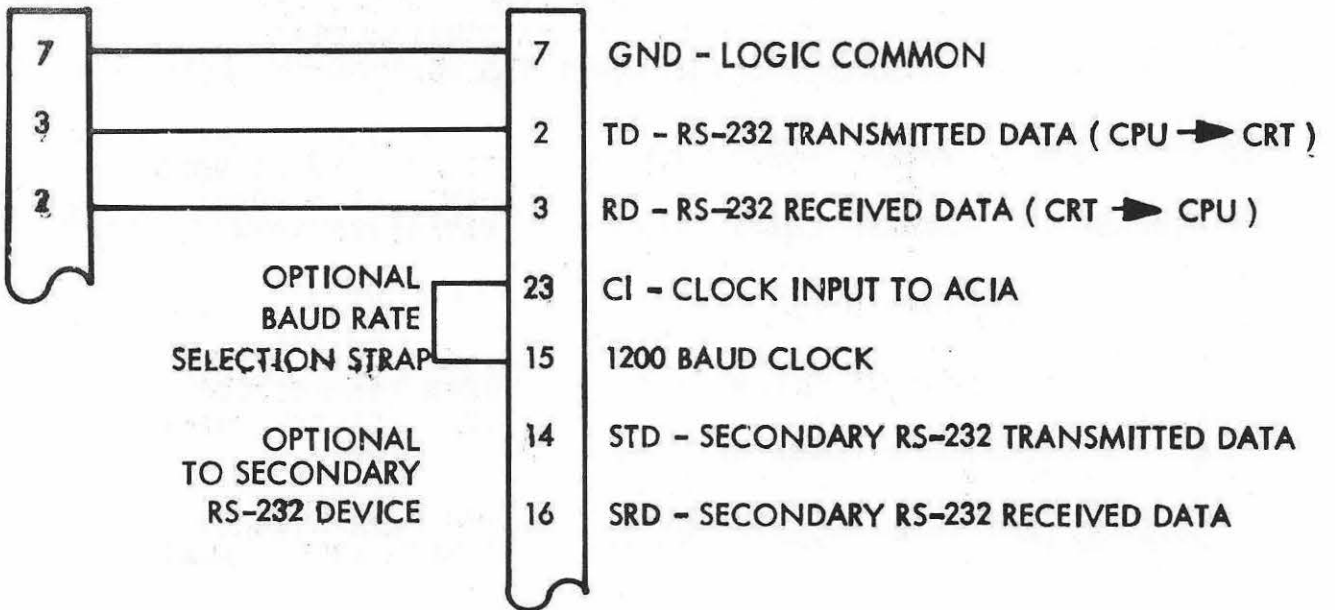 7 7 GND - LOGIC COMMON
3 2 TD - RS-232 TRANSMITTED DATA ( CPU → CRT )
2 3 RD - RS-232 RECEIVED DATA ( CRT → CPU )
OPTIONAL
BAUD RATE
SELECTION STRAP
23 CI - CLOCK INPUT TO ACIA
15 1200 BAUD CLOCK
OPTIONAL
TO SECONDARY
RS-232 DEVICE
14 STD - SECONDARY RS-232 TRANSMITTED DATA
16 SRD - SECONDARY RS-232 RECEIVED DATA